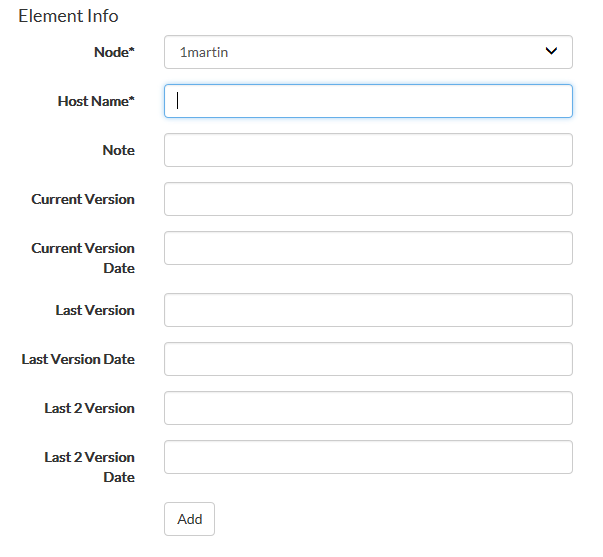 Element Info
Node*
1martin
Host Name*
Note
Current Version
Current Version
Date
Last Version
Last Version Date
Last 2 Version
Last 2 Version
Date
Add